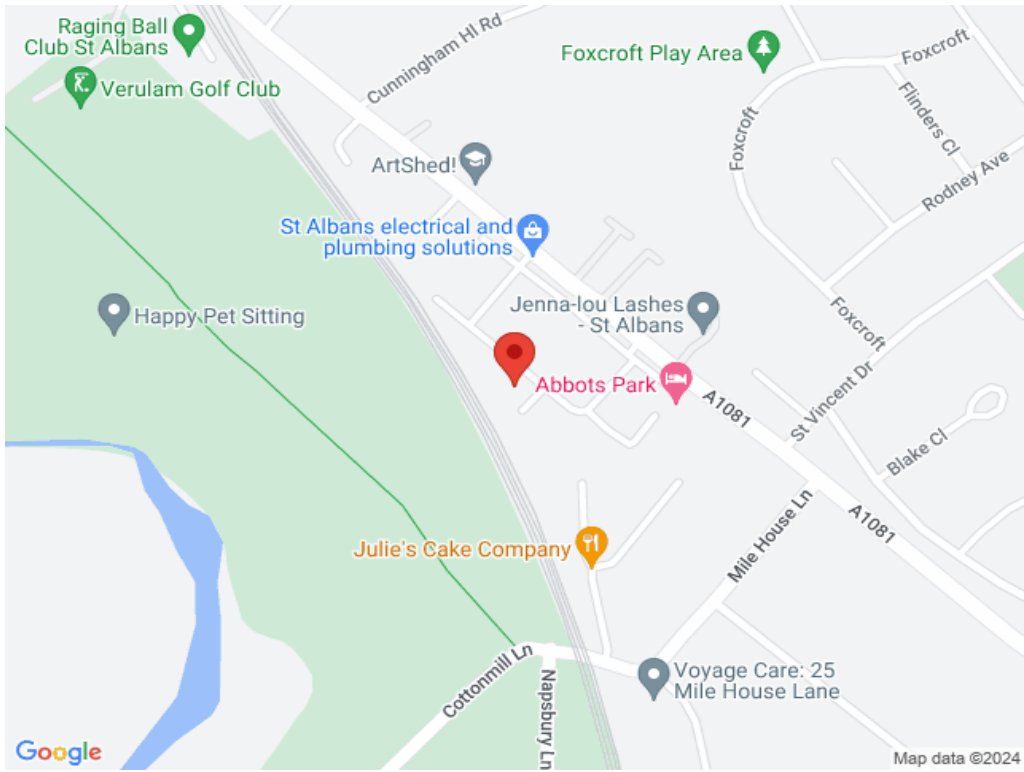 Raging Ball
Club St Albans
Verulam Golf Club
Cunningham Hl Rd
Foxcroft Play Area
Foxcroft
Flinders Cl
Foxcroft
Rodney Ave
ArtShed!
St Albans electrical and
plumbing solutions
Happy Pet Sitting
Jenna-lou Lashes
- St Albans
Foxcroft
Abbots Park
A1081
St Vincent Dr
Blake Cl
A1081
Mile House Ln
Julie's Cake Company
Cottonmill Ln
Napsbury Ln
Voyage Care: 25
Mile House Lane
Google
Map data ©2024